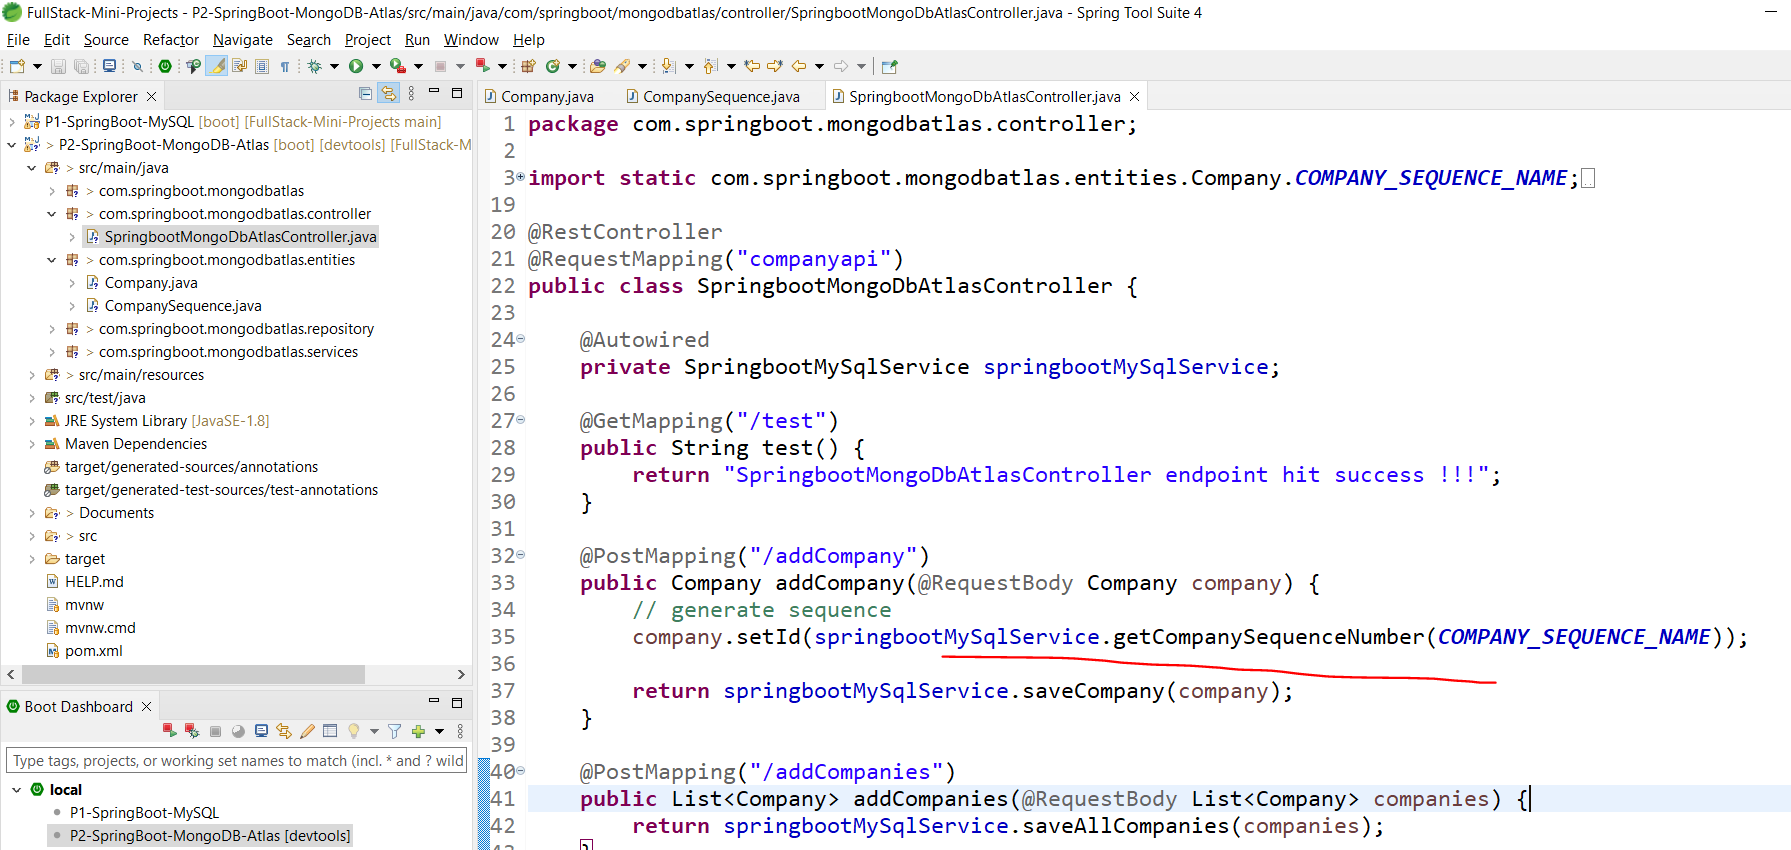 FullStack-Mini-Projects - P2-SpringBoot-MongoDB-Atlas/src/main/java/com/springboot/mongodbatlas/controller/SpringbootMongoDbAtlasController.java - Spring Tool Suite 4
File Edit Source Refactor Navigate Search Project Run Window Help
Package Explorer
P1-SpringBoot-MySQL [boot] [FullStack-Mini-Projects main]
> P2-SpringBoot-MongoDB-Atlas [boot] [devtools] [FullStack-M
> src/main/java
> com.springboot.mongodbatlas
> com.springboot.mongodbatlas.controller
SpringbootMongoDbAtlasController.java
> com.springboot.mongodbatlas.entities
Company.java
CompanySequence.java
> com.springboot.mongodbatlas.repository
> com.springboot.mongodbatlas.services
> src/main/resources
src/test/java
JRE System Library [JavaSE-1.8]
Maven Dependencies
target/generated-sources/annotations
target/generated-test-sources/test-annotations
> Documents
> src
target
HELP.md
mvnw
mvnw.cmd
pom.xml
Boot Dashboard
Type tags, projects, or working set names to match (incl. * and ? wild
local
P1-SpringBoot-MySQL
P2-SpringBoot-MongoDB-Atlas [devtools]
Company.java CompanySequence.java SpringbootMongoDbAtlasController.java
1 package com.springboot.mongodbatlas.controller;
2
3 import static com.springboot.mongodbatlas.entities.Company.COMPANY_SEQUENCE_NAME;
19
20 @RestController
21 @RequestMapping("companyapi")
22 public class SpringbootMongoDbAtlasController {
23
24 @Autowired
25 private SpringbootMySqlService springbootMySqlService;
26
27 @GetMapping("/test")
28 public String test() {
29 return "SpringbootMongoDbAtlasController endpoint hit success !!!";
30 }
31
32 @PostMapping("/addCompany")
33 public Company addCompany(@RequestBody Company company) {
34 // generate sequence
35 company.setId(springbootMySqlService.getCompanySequenceNumber(COMPANY_SEQUENCE_NAME));
36
37 return springbootMySqlService.saveCompany(company);
38 }
39
40 @PostMapping("/addCompanies")
41 public List<Company> addCompanies(@RequestBody List<Company> companies) {
42 return springbootMySqlService.saveAllCompanies(companies);